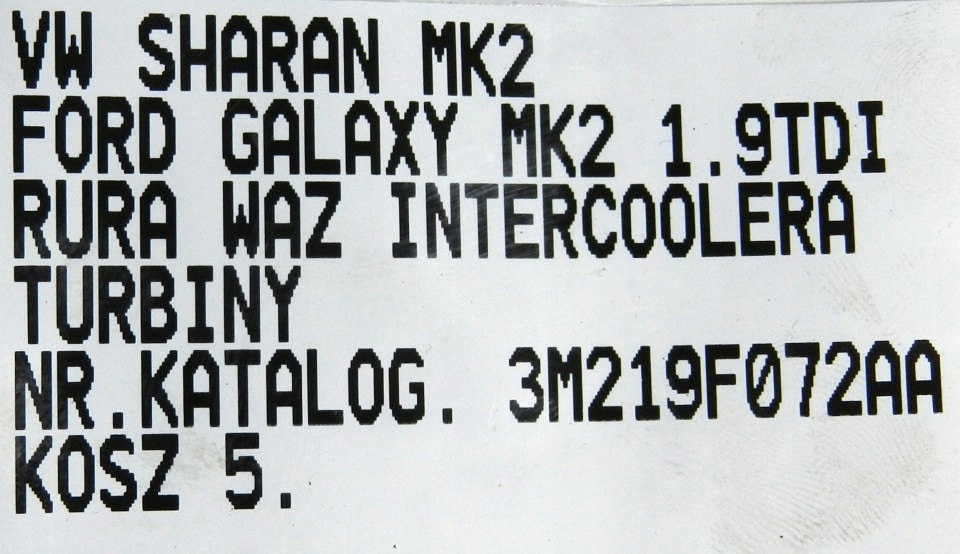 VW SHARAN MK2
FORD GALAXY MK2 1.9TDI
RURA WAZ INTERCOOLERA
TURBINY
NR.KATALOG. 3M219F072AA
KOSZ 5.